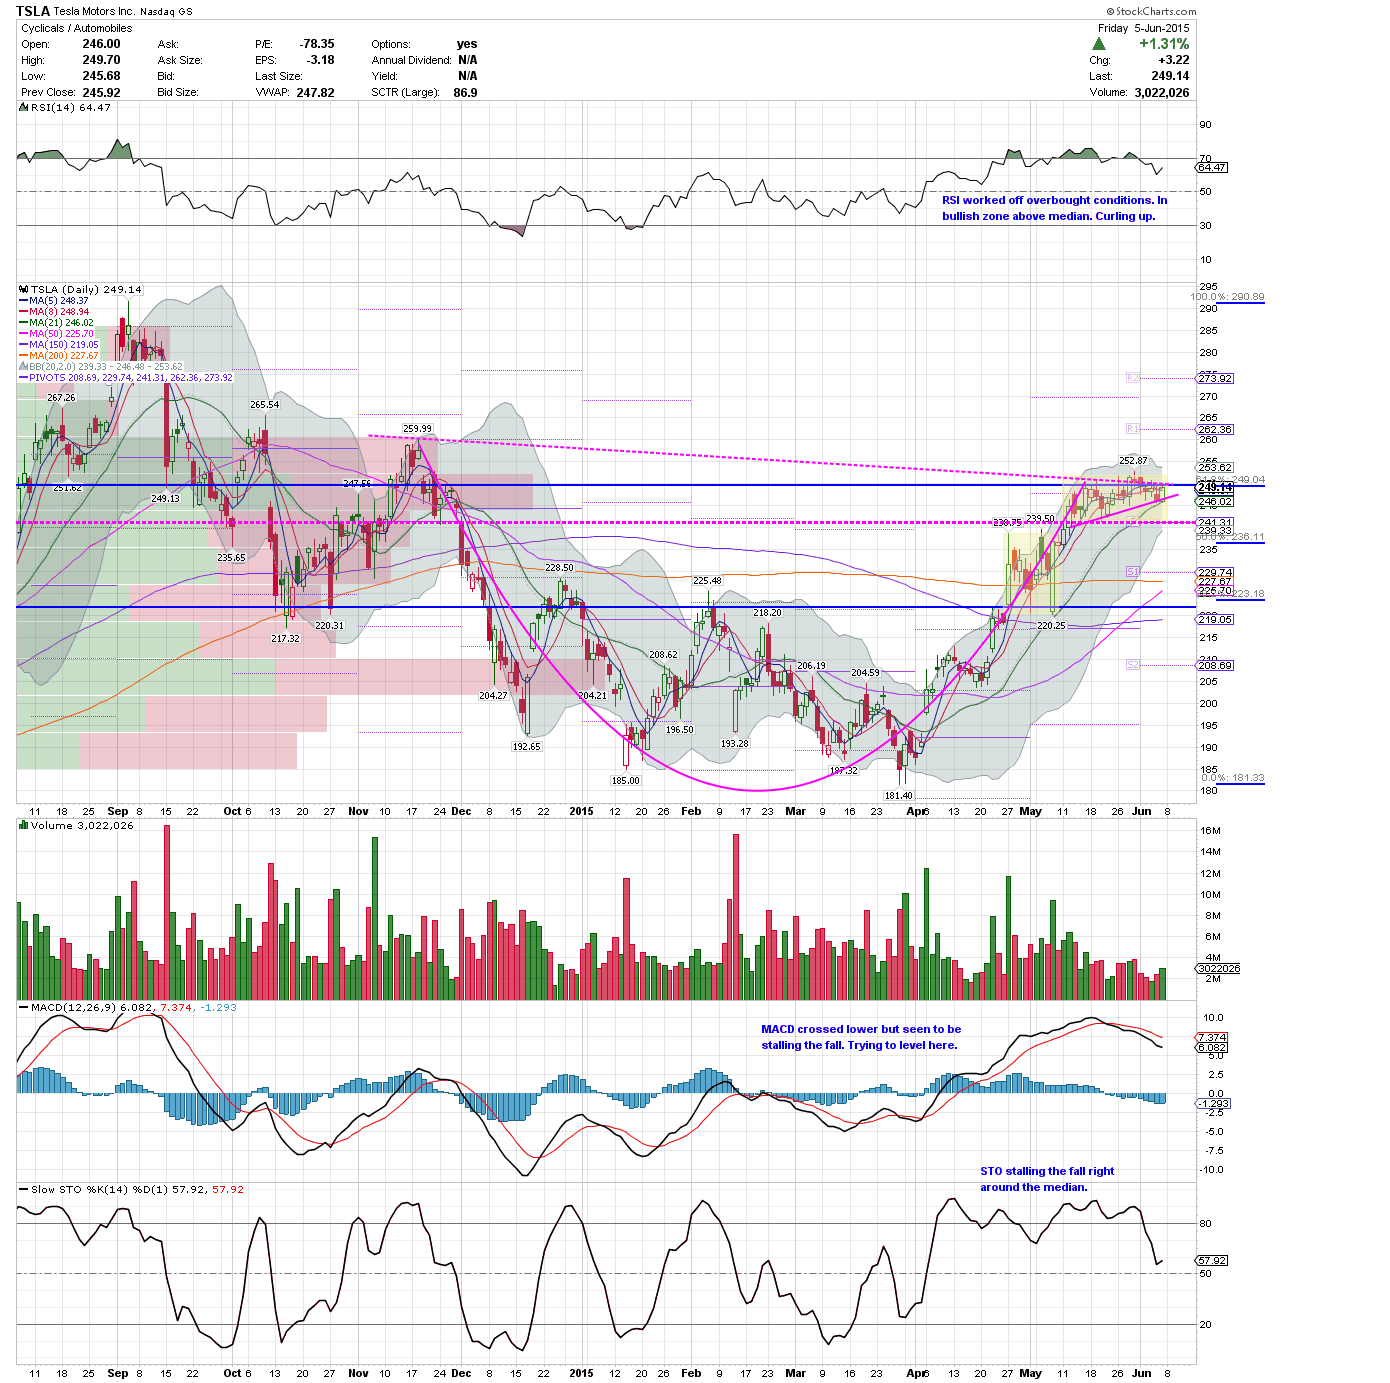 TSLA Tesla Motors Inc. Nasdaq GS
© StockCharts.com
Cyclicals / Automobiles
Friday 5-Jun-2015
Open: 246.00 Ask: P/E: -78.35 Options: yes
+1.31%
High: 249.70 Ask Size: EPS: -3.18 Annual Dividend: N/A
Chg: +3.22
Low: 245.68 Bid: Last Size: Yield: N/A
Last: 249.14
Prev Close: 245.92 Bid Size: VWAP: 247.82 SCTR (Large): 86.9
Volume: 3,022,026
RSI(14) 64.47
90
70
64.47
50
30
10
RSI worked off overbought conditions. In
bullish zone above median. Curling up.
TSLA (Daily) 249.14
MA(5) 248.37
MA(8) 248.94
MA(21) 246.02
MA(50) 225.70
MA(150) 219.05
MA(200) 227.67
BB(20,2.0) 239.33 - 246.48 - 253.62
PIVOTS 208.69, 229.74, 241.31, 262.36, 273.92
295
100.0%: 290.89
290
285
280
R2
273.92
270
265
R1
262.36
260
255
253.62
249.04
249.14
246.02
241.31
239.33
236.11
235
S1
229.74
227.67
225.70
223.18
219.05
215
S2
208.69
205
200
195
190
185
0.0%: 181.33
180
267.26
251.62
249.13
265.54
235.65
217.32
220.31
247.56
259.99
204.27
192.65
228.50
204.21
185.00
208.62
196.50
225.48
193.28
218.20
206.19
187.32
204.59
181.40
238.75
239.50
220.25
252.87
11 18 25 Sep 8 15 22 Oct 6 13 20 27 Nov 10 17 24 Dec 8 15 22 2015 12 20 26 Feb 9 17 23 Mar 9 16 23 Apr 6 13 20 27 May 11 18 26 Jun 8
Volume 3,022,026
16M
14M
12M
10M
8M
6M
4M
3022026
2M
MACD(12,26,9) 6.082, 7.374, -1.293
MACD crossed lower but seen to be
stalling the fall. Trying to level here.
10.0
7.374
6.082
5.0
2.5
0.0
-1.293
-2.5
-5.0
-7.5
-10.0
STO stalling the fall right
around the median.
Slow STO %K(14) %D(1) 57.92, 57.92
80
57.92
50
20
11 18 25 Sep 8 15 22 Oct 6 13 20 27 Nov 10 17 24 Dec 8 15 22 2015 12 20 26 Feb 9 17 23 Mar 9 16 23 Apr 6 13 20 27 May 11 18 26 Jun 8